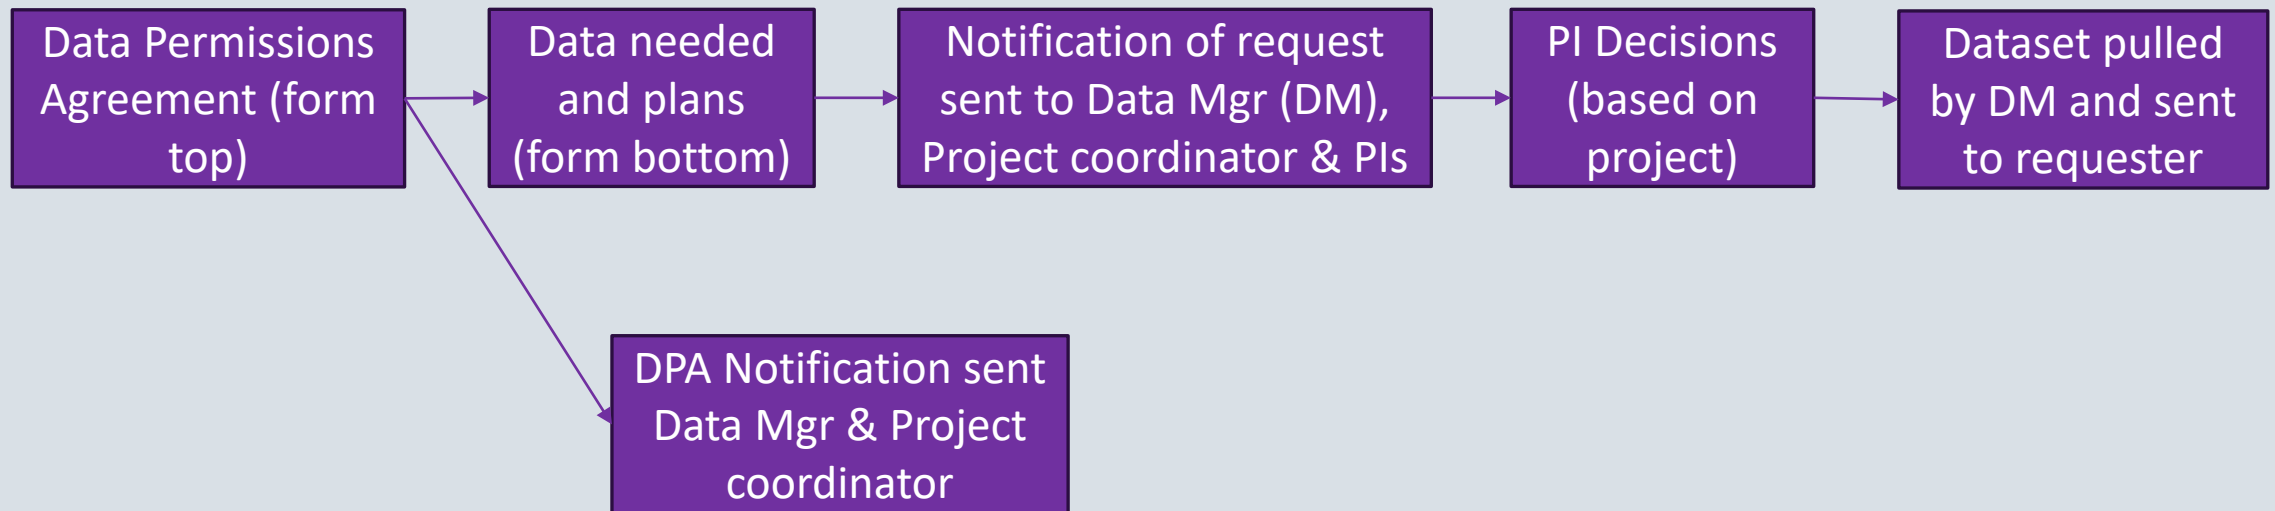 Data Permissions
Agreement (form
top)
Data needed
and plans
(form bottom)
Notification of request
sent to Data Mgr (DM),
Project coordinator & PIs
PI Decisions
(based on
project)
Dataset pulled
by DM and sent
to requester
DPA Notification sent
Data Mgr & Project
coordinator